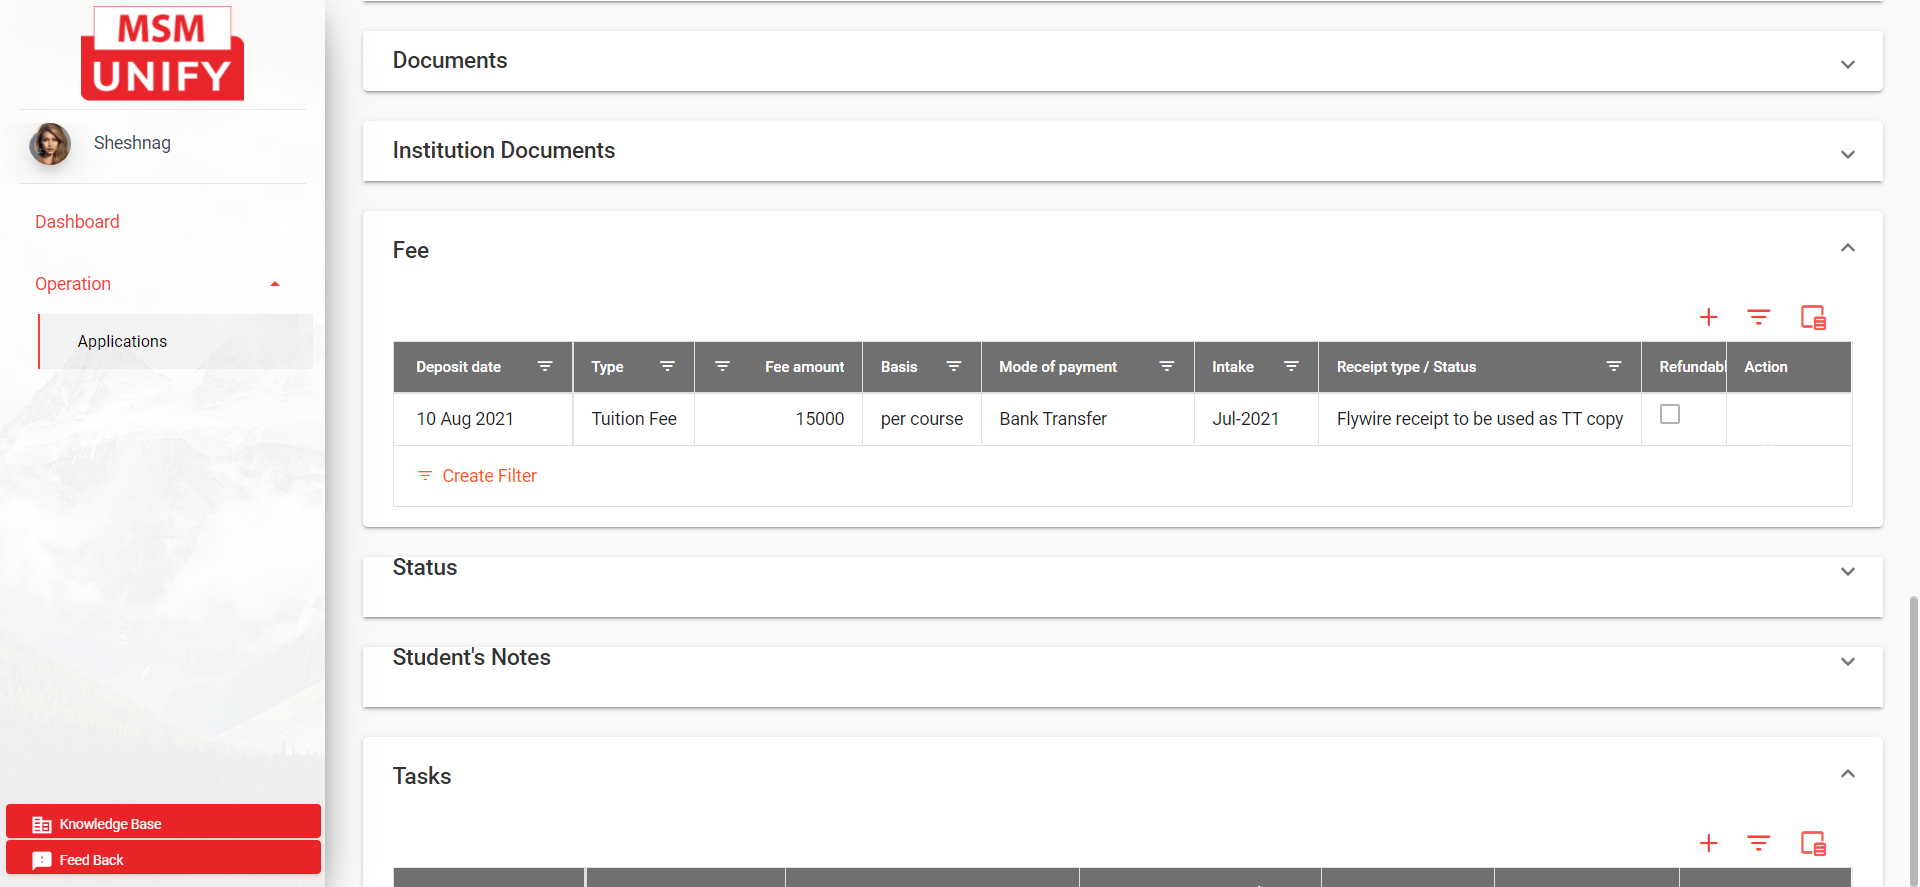 MSM
UNIFY
Sheshnag
Dashboard
Operation
Applications
Knowledge Base
Feed Back
Documents
Institution Documents
Fee
Deposit date Type Fee amount Basis Mode of payment Intake Receipt type / Status Refundabl Action
10 Aug 2021 Tuition Fee 15000 per course Bank Transfer Jul-2021 Flywire receipt to be used as TT copy
Create Filter
Status
Student's Notes
Tasks